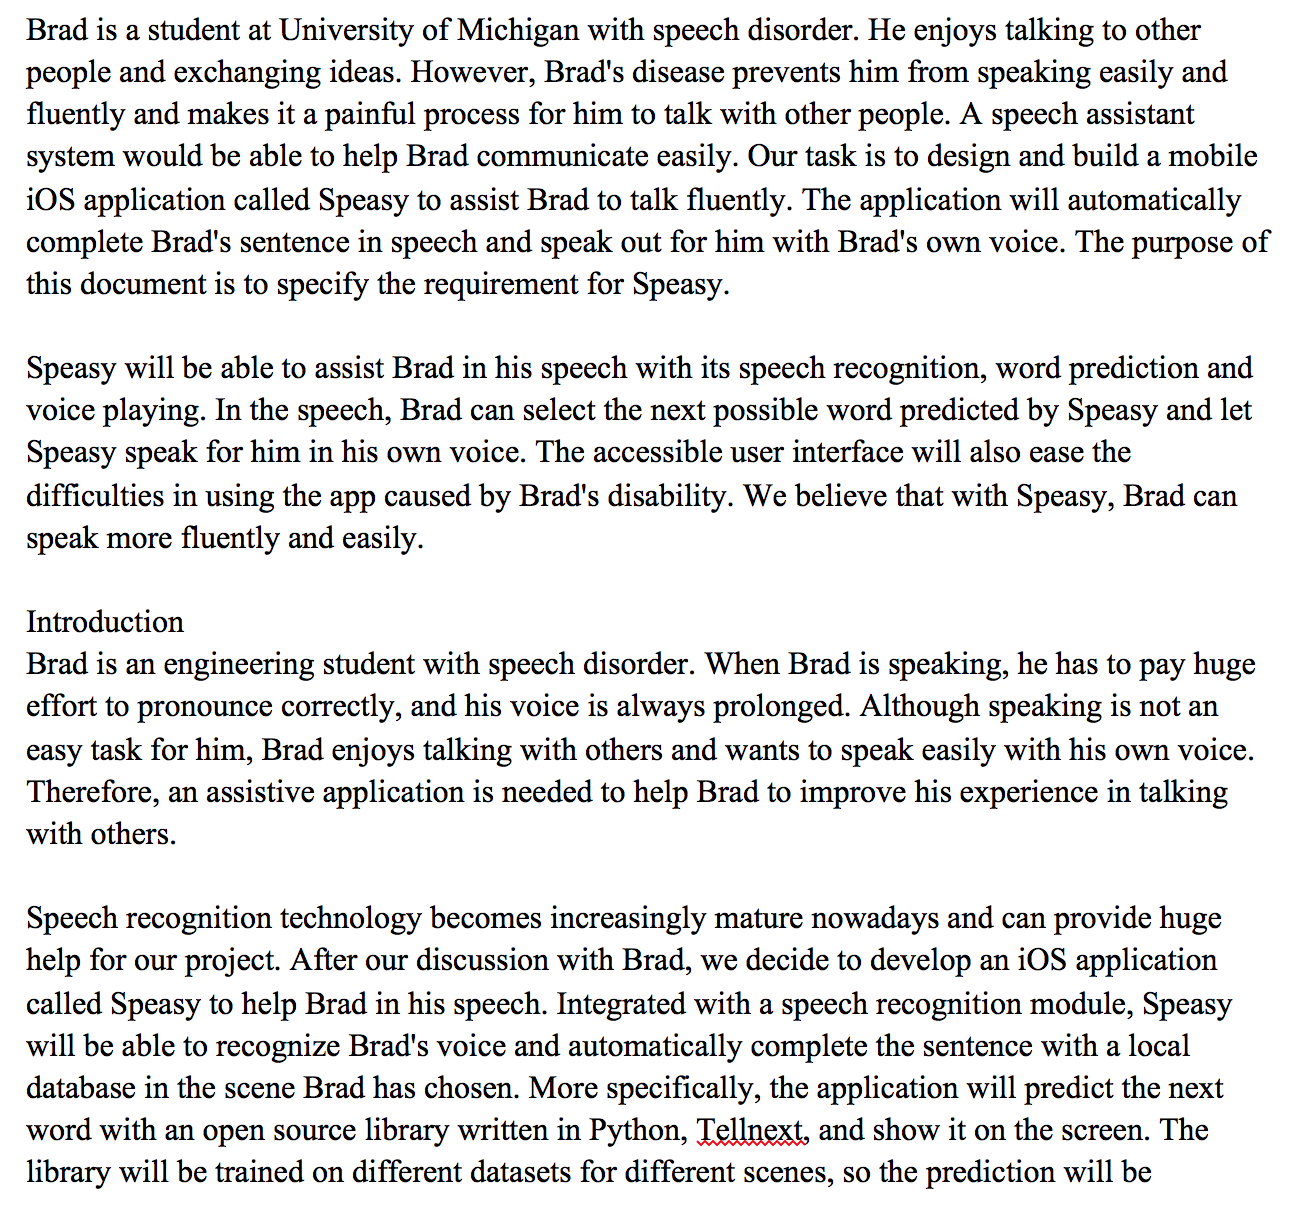 Brad is a student at University of Michigan with speech disorder. He enjoys talking to other
people and exchanging ideas. However, Brad's disease prevents him from speaking easily and
fluently and makes it a painful process for him to talk with other people. A speech assistant
system would be able to help Brad communicate easily. Our task is to design and build a mobile
iOS application called Speasy to assist Brad to talk fluently. The application will automatically
complete Brad's sentence in speech and speak out for him with Brad's own voice. The purpose of
this document is to specify the requirement for Speasy.

Speasy will be able to assist Brad in his speech with its speech recognition, word prediction and
voice playing. In the speech, Brad can select the next possible word predicted by Speasy and let
Speasy speak for him in his own voice. The accessible user interface will also ease the
difficulties in using the app caused by Brad's disability. We believe that with Speasy, Brad can
speak more fluently and easily.

Introduction
Brad is an engineering student with speech disorder. When Brad is speaking, he has to pay huge
effort to pronounce correctly, and his voice is always prolonged. Although speaking is not an
easy task for him, Brad enjoys talking with others and wants to speak easily with his own voice.
Therefore, an assistive application is needed to help Brad to improve his experience in talking
with others.

Speech recognition technology becomes increasingly mature nowadays and can provide huge
help for our project. After our discussion with Brad, we decide to develop an iOS application
called Speasy to help Brad in his speech. Integrated with a speech recognition module, Speasy
will be able to recognize Brad's voice and automatically complete the sentence with a local
database in the scene Brad has chosen. More specifically, the application will predict the next
word with an open source library written in Python, Tellnext, and show it on the screen. The
library will be trained on different datasets for different scenes, so the prediction will be